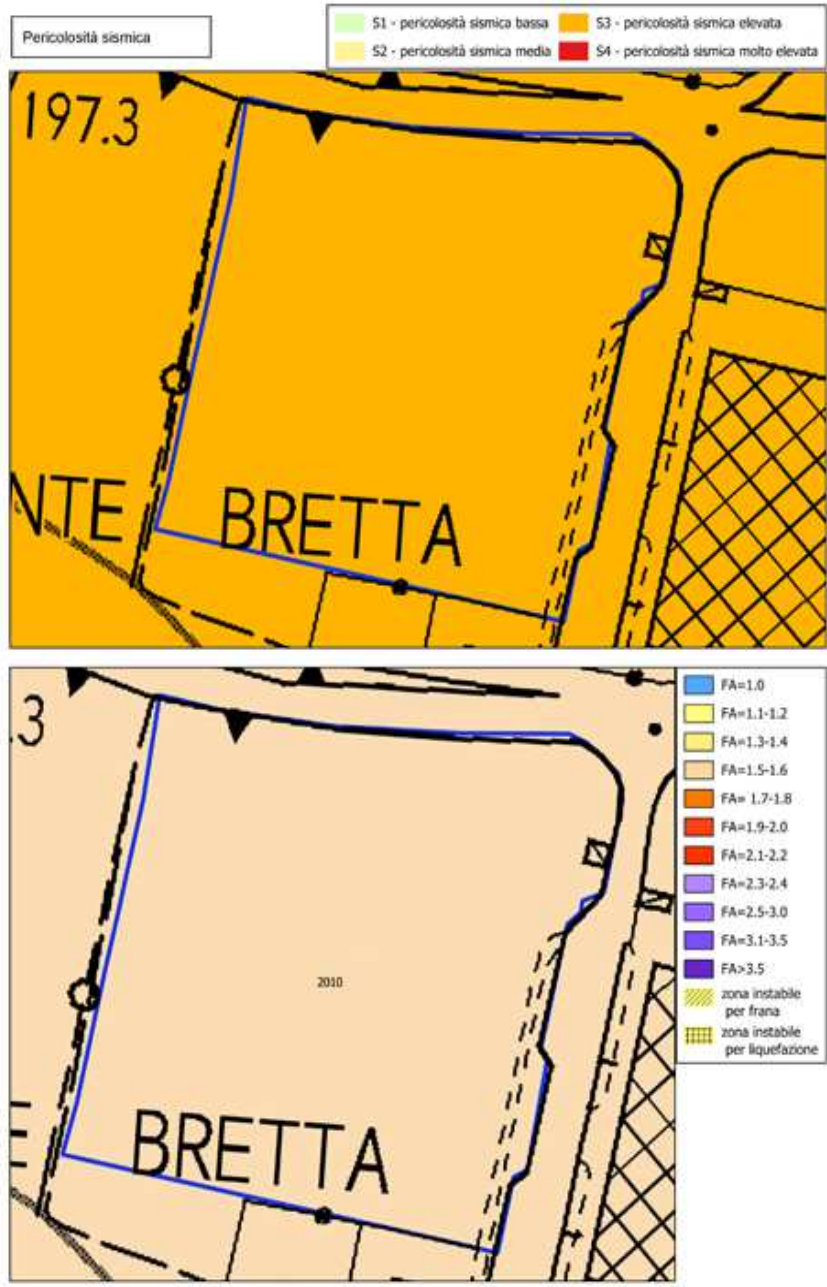 Pericolosità sismica
S1 - pericolosità sismica bassa
S3 - pericolosità sismica elevata
S2 - pericolosità sismica media
S4 - pericolosità sismica molto elevata
197.3
NTE BRETTA
.3
FA=1.0
FA=1.1-1.2
FA=1.3-1.4
FA=1.5-1.6
FA= 1.7-1.8
FA=1.9-2.0
FA=2.1-2.2
FA=2.3-2.4
FA=2.5-3.0
FA=3.1-3.5
FA>3.5
zona instabile
per frana
zona instabile
per liquefazione
2010
E BRETTA